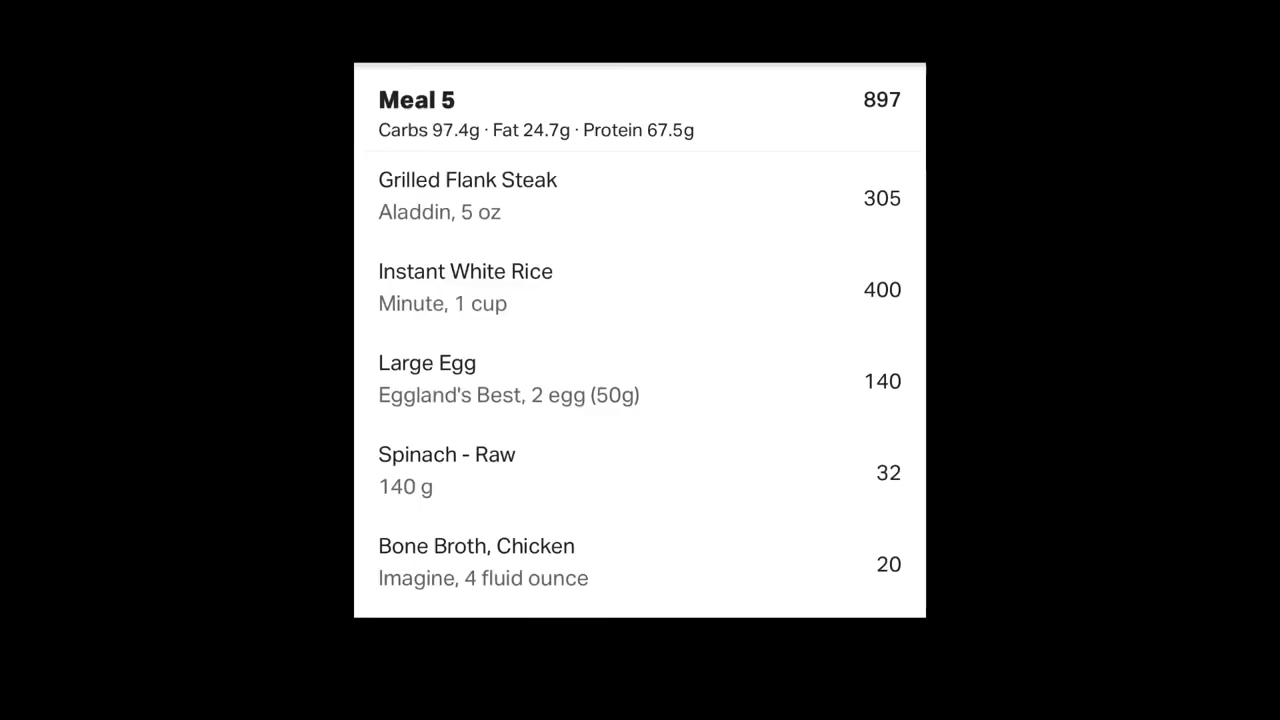 Meal 5
897
Carbs 97.4g · Fat 24.7g · Protein 67.5g
Grilled Flank Steak
305
Aladdin, 5 oz
Instant White Rice
400
Minute, 1 cup
Large Egg
140
Eggland's Best, 2 egg (50g)
Spinach - Raw
32
140 g
Bone Broth, Chicken
20
Imagine, 4 fluid ounce